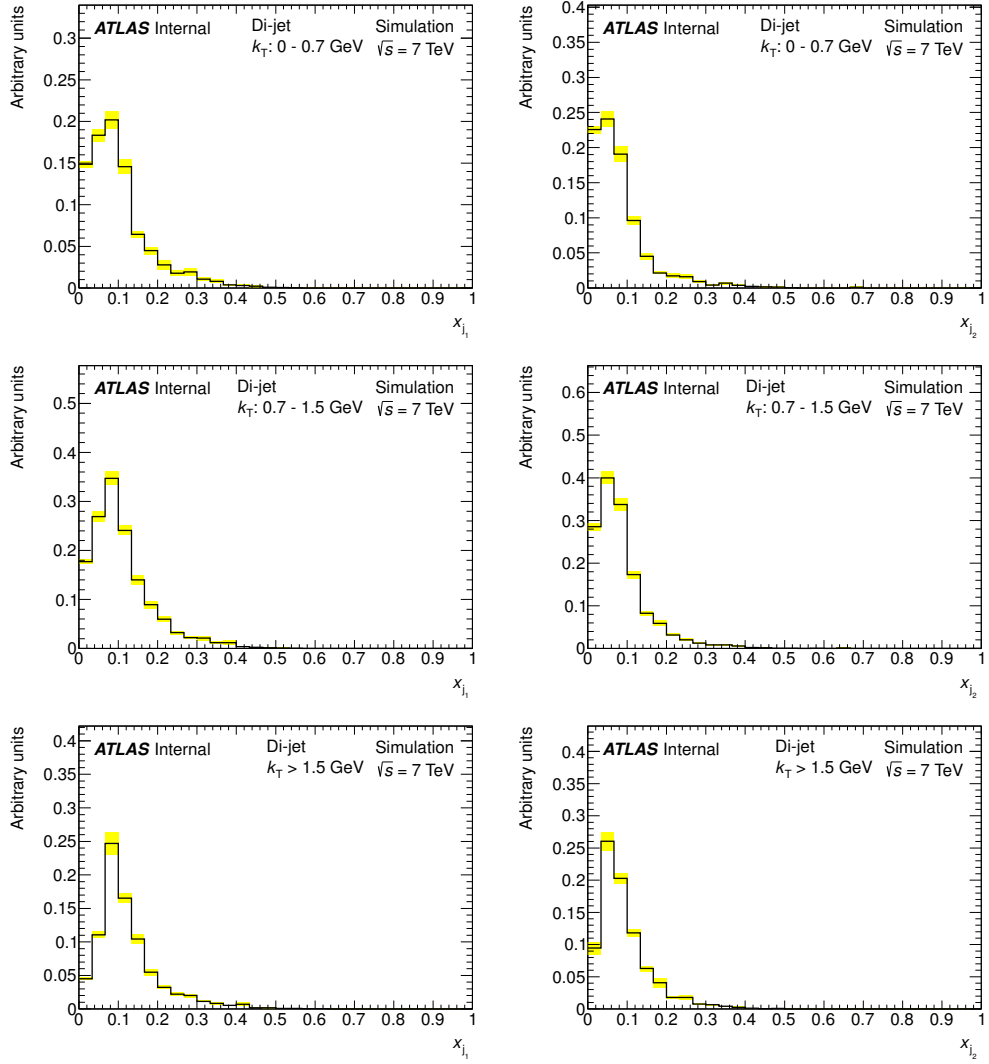 Arbitrary units
ATLAS Internal Di-jet Simulation
k_T: 0 - 0.7 GeV √s = 7 TeV
0.3
0.25
0.2
0.15
0.1
0.05
0
0 0.1 0.2 0.3 0.4 0.5 0.6 0.7 0.8 0.9 1
x_j_1
Arbitrary units
0.4
ATLAS Internal Di-jet Simulation
k_T: 0 - 0.7 GeV √s = 7 TeV
0.35
0.3
0.25
0.2
0.15
0.1
0.05
0
0 0.1 0.2 0.3 0.4 0.5 0.6 0.7 0.8 0.9 1
x_j_2
Arbitrary units
ATLAS Internal Di-jet Simulation
k_T: 0.7 - 1.5 GeV √s = 7 TeV
0.5
0.4
0.3
0.2
0.1
0
0 0.1 0.2 0.3 0.4 0.5 0.6 0.7 0.8 0.9 1
x_j_1
Arbitrary units
ATLAS Internal Di-jet Simulation
k_T: 0.7 - 1.5 GeV √s = 7 TeV
0.6
0.5
0.4
0.3
0.2
0.1
0
0 0.1 0.2 0.3 0.4 0.5 0.6 0.7 0.8 0.9 1
x_j_2
Arbitrary units
0.4
ATLAS Internal Di-jet Simulation
k_T > 1.5 GeV √s = 7 TeV
0.35
0.3
0.25
0.2
0.15
0.1
0.05
0
0 0.1 0.2 0.3 0.4 0.5 0.6 0.7 0.8 0.9 1
x_j_1
Arbitrary units
0.4
ATLAS Internal Di-jet Simulation
k_T > 1.5 GeV √s = 7 TeV
0.35
0.3
0.25
0.2
0.15
0.1
0.05
0
0 0.1 0.2 0.3 0.4 0.5 0.6 0.7 0.8 0.9 1
x_j_2